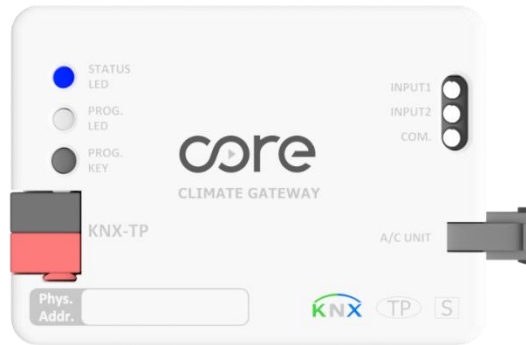 STATUS
LED
PROG.
LED
PROG.
KEY
INPUT1
INPUT2
COM.
core
CLIMATE GATEWAY
KNX-TP
A/C UNIT
Phys.
Addr.
KNX TP S